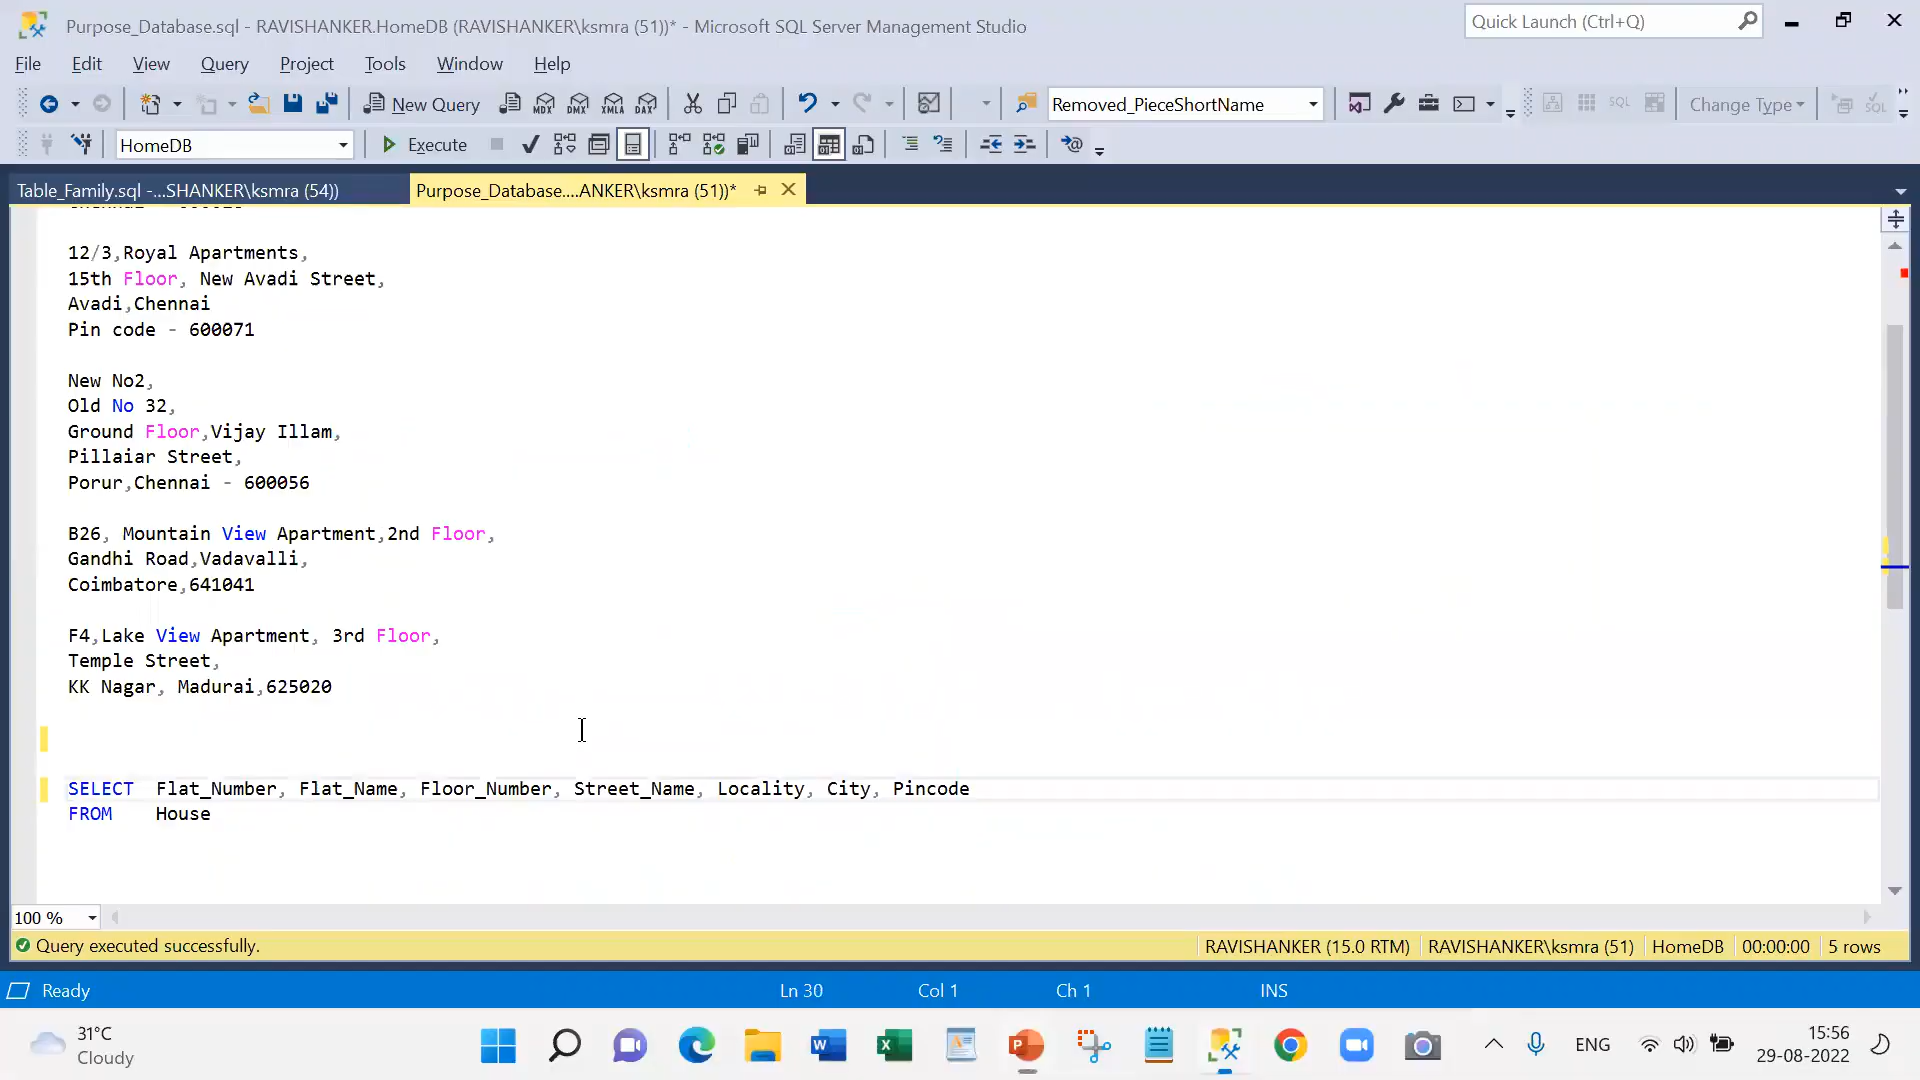 Purpose_Database.sql - RAVISHANKER.HomeDB (RAVISHANKER\ksmra (51))* - Microsoft SQL Server Management Studio
Quick Launch (Ctrl+Q)
File Edit View Query Project Tools Window Help
New Query
MDX DMX XMLA DAX
Removed_PieceShortName
SQL
Change Type
HomeDB
Execute
Table_Family.sql -...SHANKER\ksmra (54))
Purpose_Database....ANKER\ksmra (51))*
12/3,Royal Apartments,
15th Floor, New Avadi Street,
Avadi,Chennai
Pin code - 600071
New No2,
Old No 32,
Ground Floor,Vijay Illam,
Pillaiar Street,
Porur,Chennai - 600056
B26, Mountain View Apartment,2nd Floor,
Gandhi Road,Vadavalli,
Coimbatore,641041
F4,Lake View Apartment, 3rd Floor,
Temple Street,
KK Nagar, Madurai,625020
SELECT Flat_Number, Flat_Name, Floor_Number, Street_Name, Locality, City, Pincode
FROM House
100 %
Query executed successfully.
RAVISHANKER (15.0 RTM) RAVISHANKER\ksmra (51) HomeDB 00:00:00 5 rows
Ready
Ln 30
Col 1
Ch 1
INS
31°C
Cloudy
ENG
15:56
29-08-2022